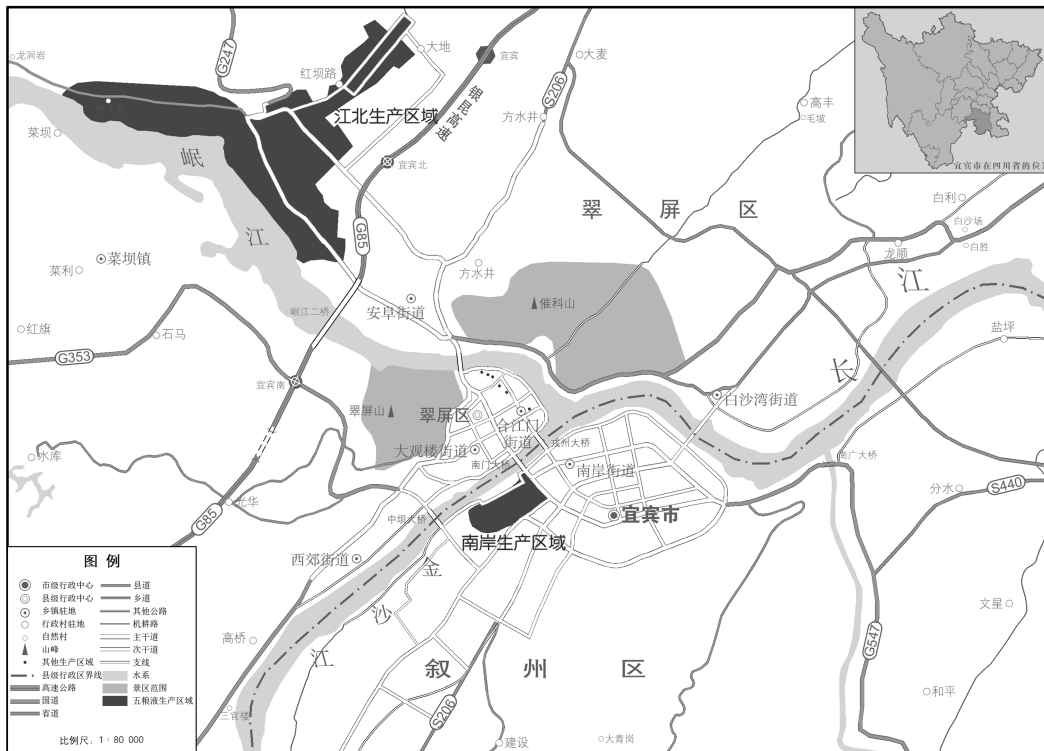 龙洞岩
G247
红坝路
大地
宜宾
大麦
江北生产区域
银昆高速
S206
方水井
高丰
毛坡
宜宾市在四川省的位置
菜坝
岷
江
宜宾北
翠屏区
白利
白沙场
白胜
龙顺
G85
菜坝镇
菜利
方水井
催科山
江
安阜街道
岷江二桥
红旗
石马
G353
盐坪
长
宜宾南
翠屏山
翠屏区
合江门
街道
白沙湾街道
大观楼街道
南门大桥
戎州大桥
南岸街道
南广大桥
水库
光华
G85
中坝大桥
宜宾市
分水
S440
南岸生产区域
西郊街道
金
沙
江
文星
高桥
叙州区
G547
三官楼
S206
建设
大青岗
和平
图例
市级行政中心
县级行政中心
乡镇驻地
行政村驻地
自然村
山峰
其他生产区域
县级行政区界线
高速公路
国道
省道
县道
乡道
其他公路
机耕路
主干道
次干道
支线
水系
景区范围
五粮液生产区域
比例尺：1：80 000